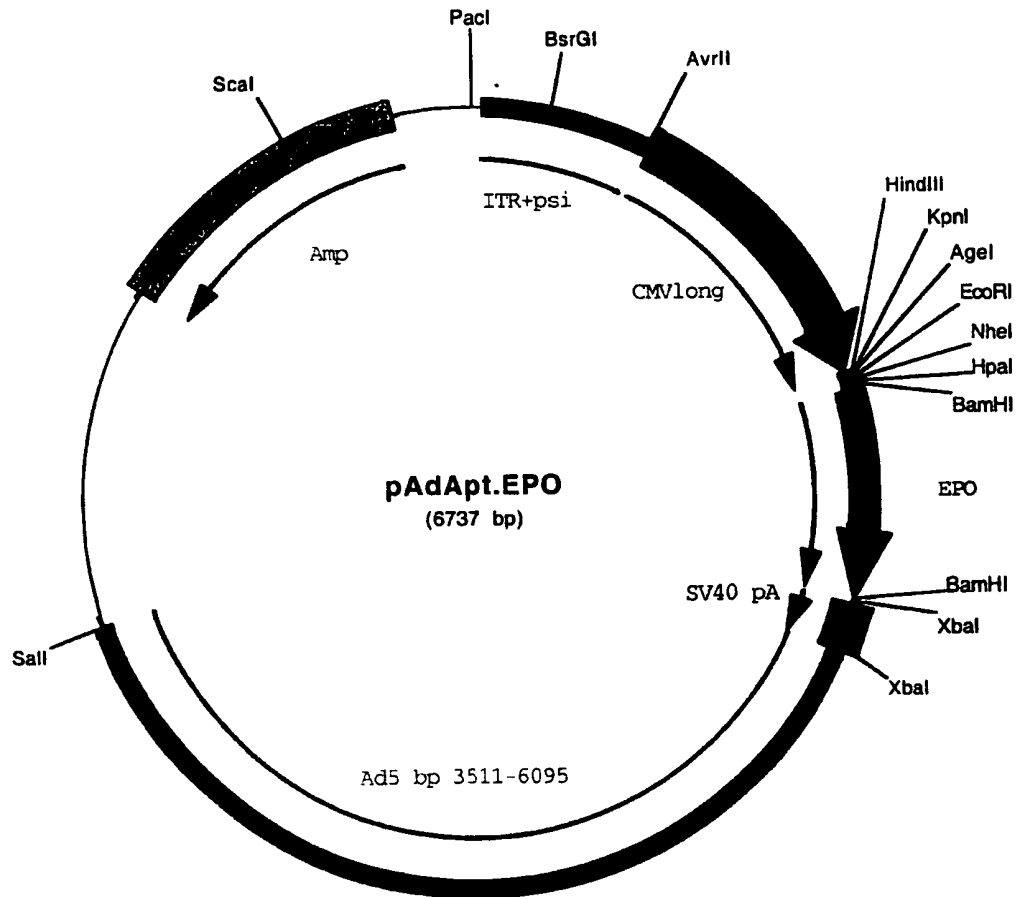 PacI
BsrGI
AvrII
ScaI
HindIII
KpnI
AgeI
EcoRI
NheI
HpaI
BamHI
ITR+psi
Amp
CMVlong
pAdApt.EPO
(6737 bp)
EPO
SV40 pA
BamHI
XbaI
XbaI
SalI
Ad5 bp 3511-6095